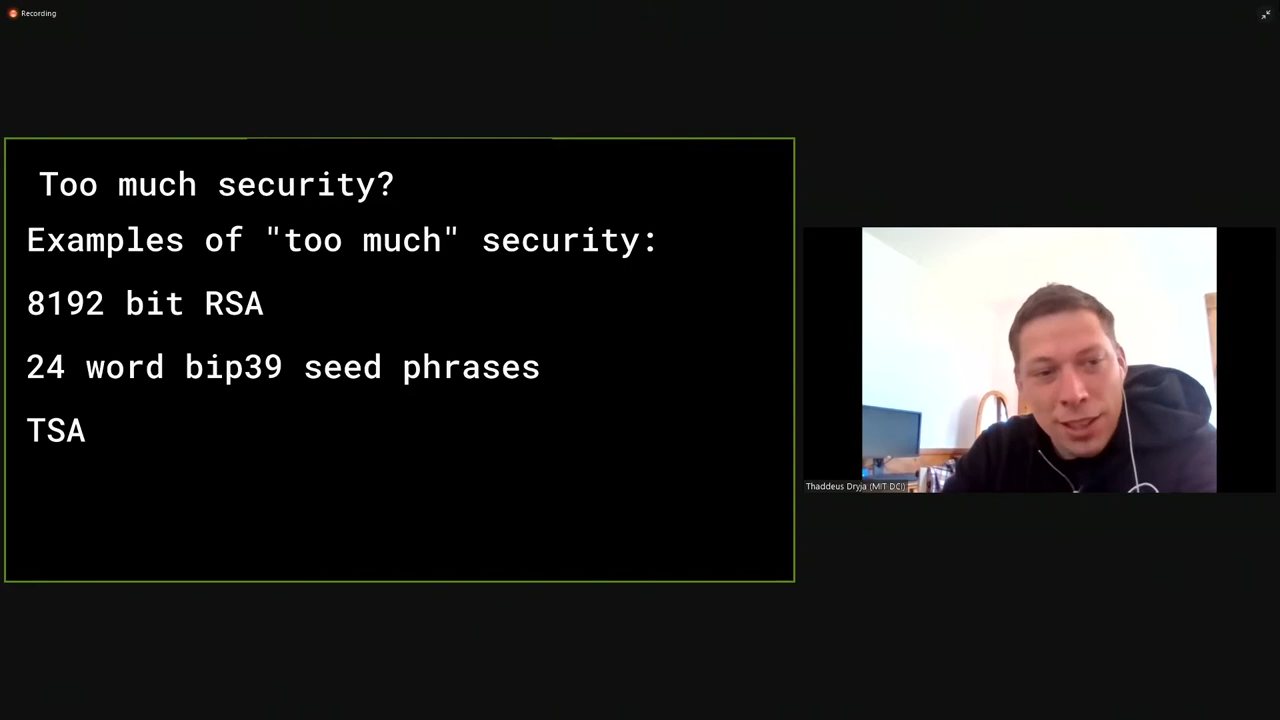 Recording
Too much security?
Examples of "too much" security:
8192 bit RSA
24 word bip39 seed phrases
TSA
Thaddeus Dryja (MIT DCI)